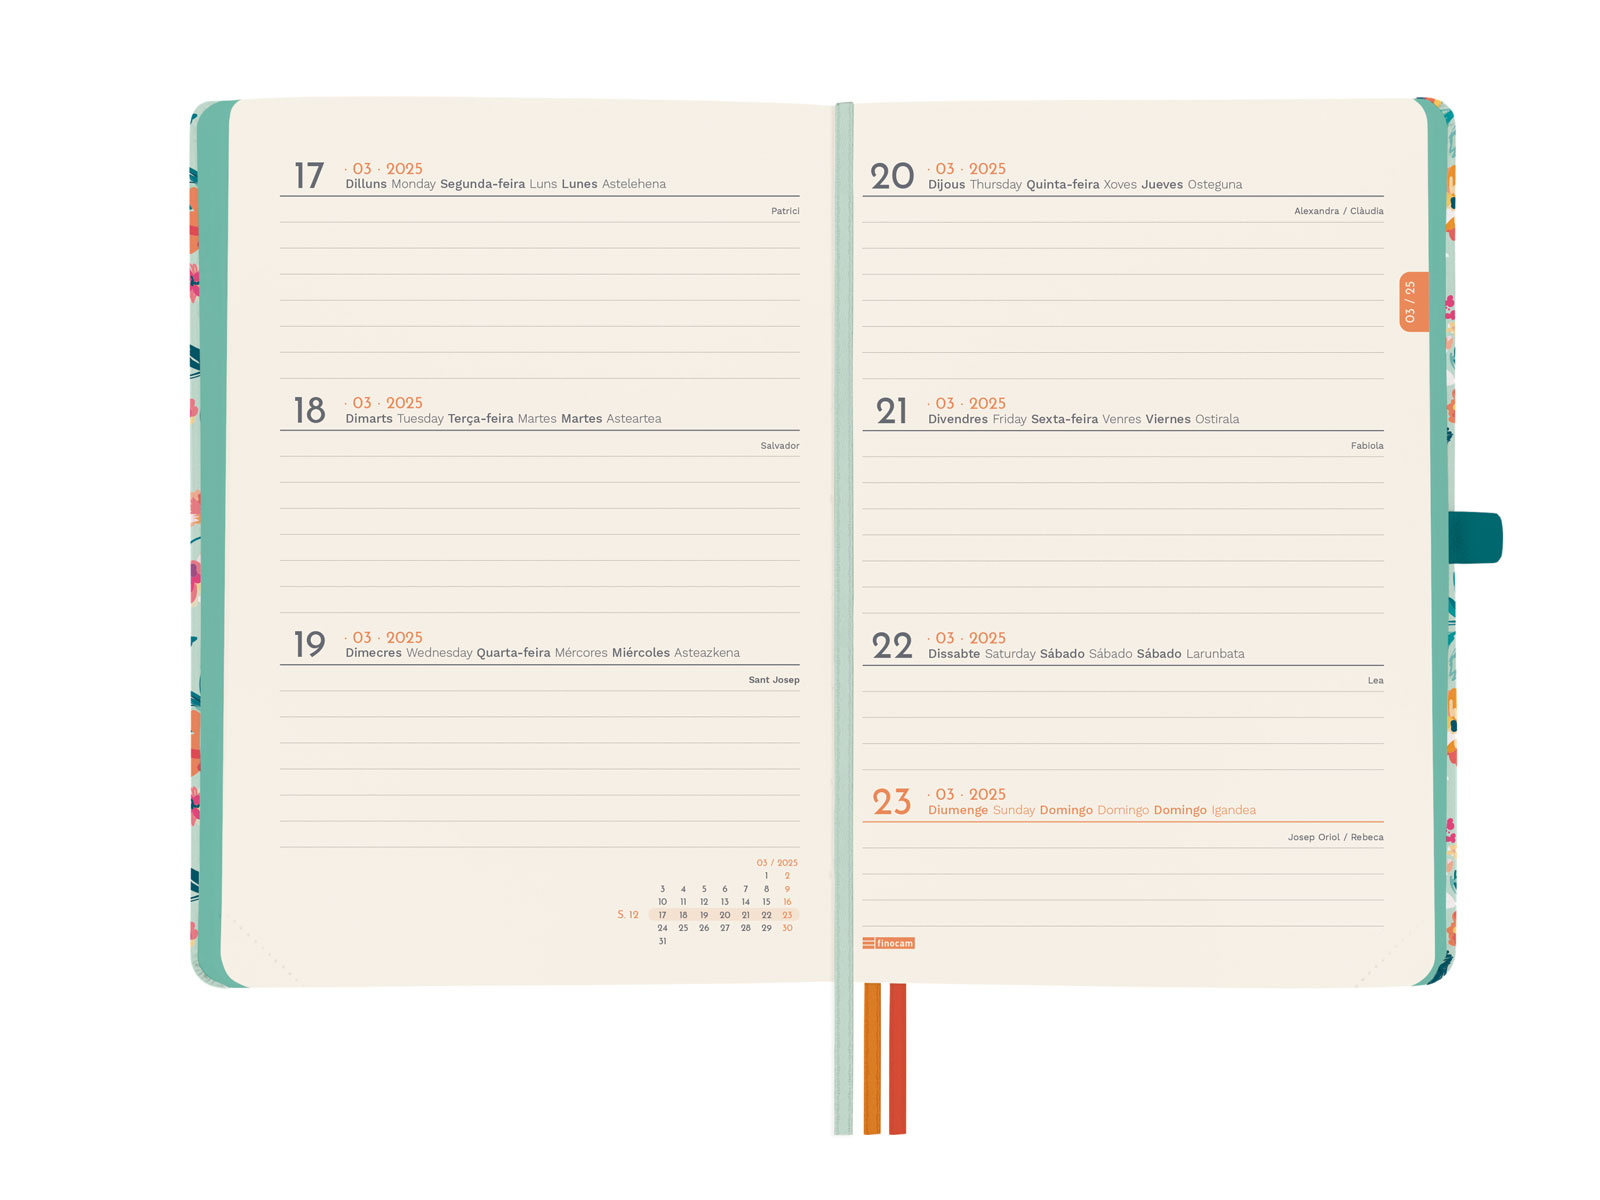 17 · 03 · 2025
Dilluns Monday Segunda-feira Luns Lunes Astelehena
Patrici
18 · 03 · 2025
Dimarts Tuesday Terça-feira Martes Martes Asteartea
Salvador
19 · 03 · 2025
Dimecres Wednesday Quarta-feira Mércores Miércoles Asteazkena
Sant Josep
03 / 2025
1 2
3 4 5 6 7 8 9
10 11 12 13 14 15 16
S. 12 17 18 19 20 21 22 23
24 25 26 27 28 29 30
31
20 · 03 · 2025
Dijous Thursday Quinta-feira Xoves Jueves Osteguna
Alexandra / Clàudia
03 / 25
21 · 03 · 2025
Divendres Friday Sexta-feira Venres Viernes Ostirala
Fabiola
22 · 03 · 2025
Dissabte Saturday Sábado Sábado Sábado Larunbata
Lea
23 · 03 · 2025
Diumenge Sunday Domingo Domingo Domingo Igandea
Josep Oriol / Rebeca
finocam